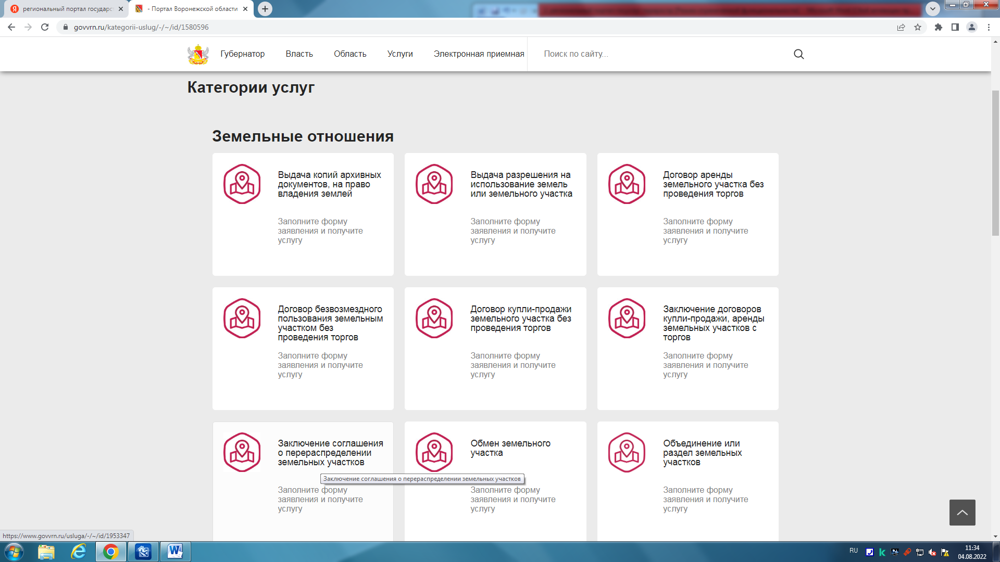 региональный портал государст
- Портал Воронежской области
govvrn.ru/kategorii-uslug/-/~/id/1580596
Губернатор Власть Область Услуги Электронная приемная Поиск по сайту...
Категории услуг
Земельные отношения
Выдача копий архивных
документов, на право
владения землей
Заполните форму
заявления и получите
услугу
Выдача разрешения на
использование земель
или земельного участка
Заполните форму
заявления и получите
услугу
Договор аренды
земельного участка без
проведения торгов
Заполните форму
заявления и получите
услугу
Договор безвозмездного
пользования земельным
участком без
проведения торгов
Заполните форму
заявления и получите
услугу
Договор купли-продажи
земельного участка без
проведения торгов
Заполните форму
заявления и получите
услугу
Заключение договоров
купли-продажи, аренды
земельных участков с
торгов
Заполните форму
заявления и получите
услугу
Заключение соглашения
о перераспределении
земельных участков
Заключение соглашения о перераспределении земельных участков
Заполните форму
заявления и получите
услугу
Обмен земельного
участка
Заполните форму
заявления и получите
услугу
Объединение или
раздел земельных
участков
Заполните форму
заявления и получите
услугу
https://www.govvrn.ru/usluga/-/~/id/1953347
RU
11:34
04.08.2022